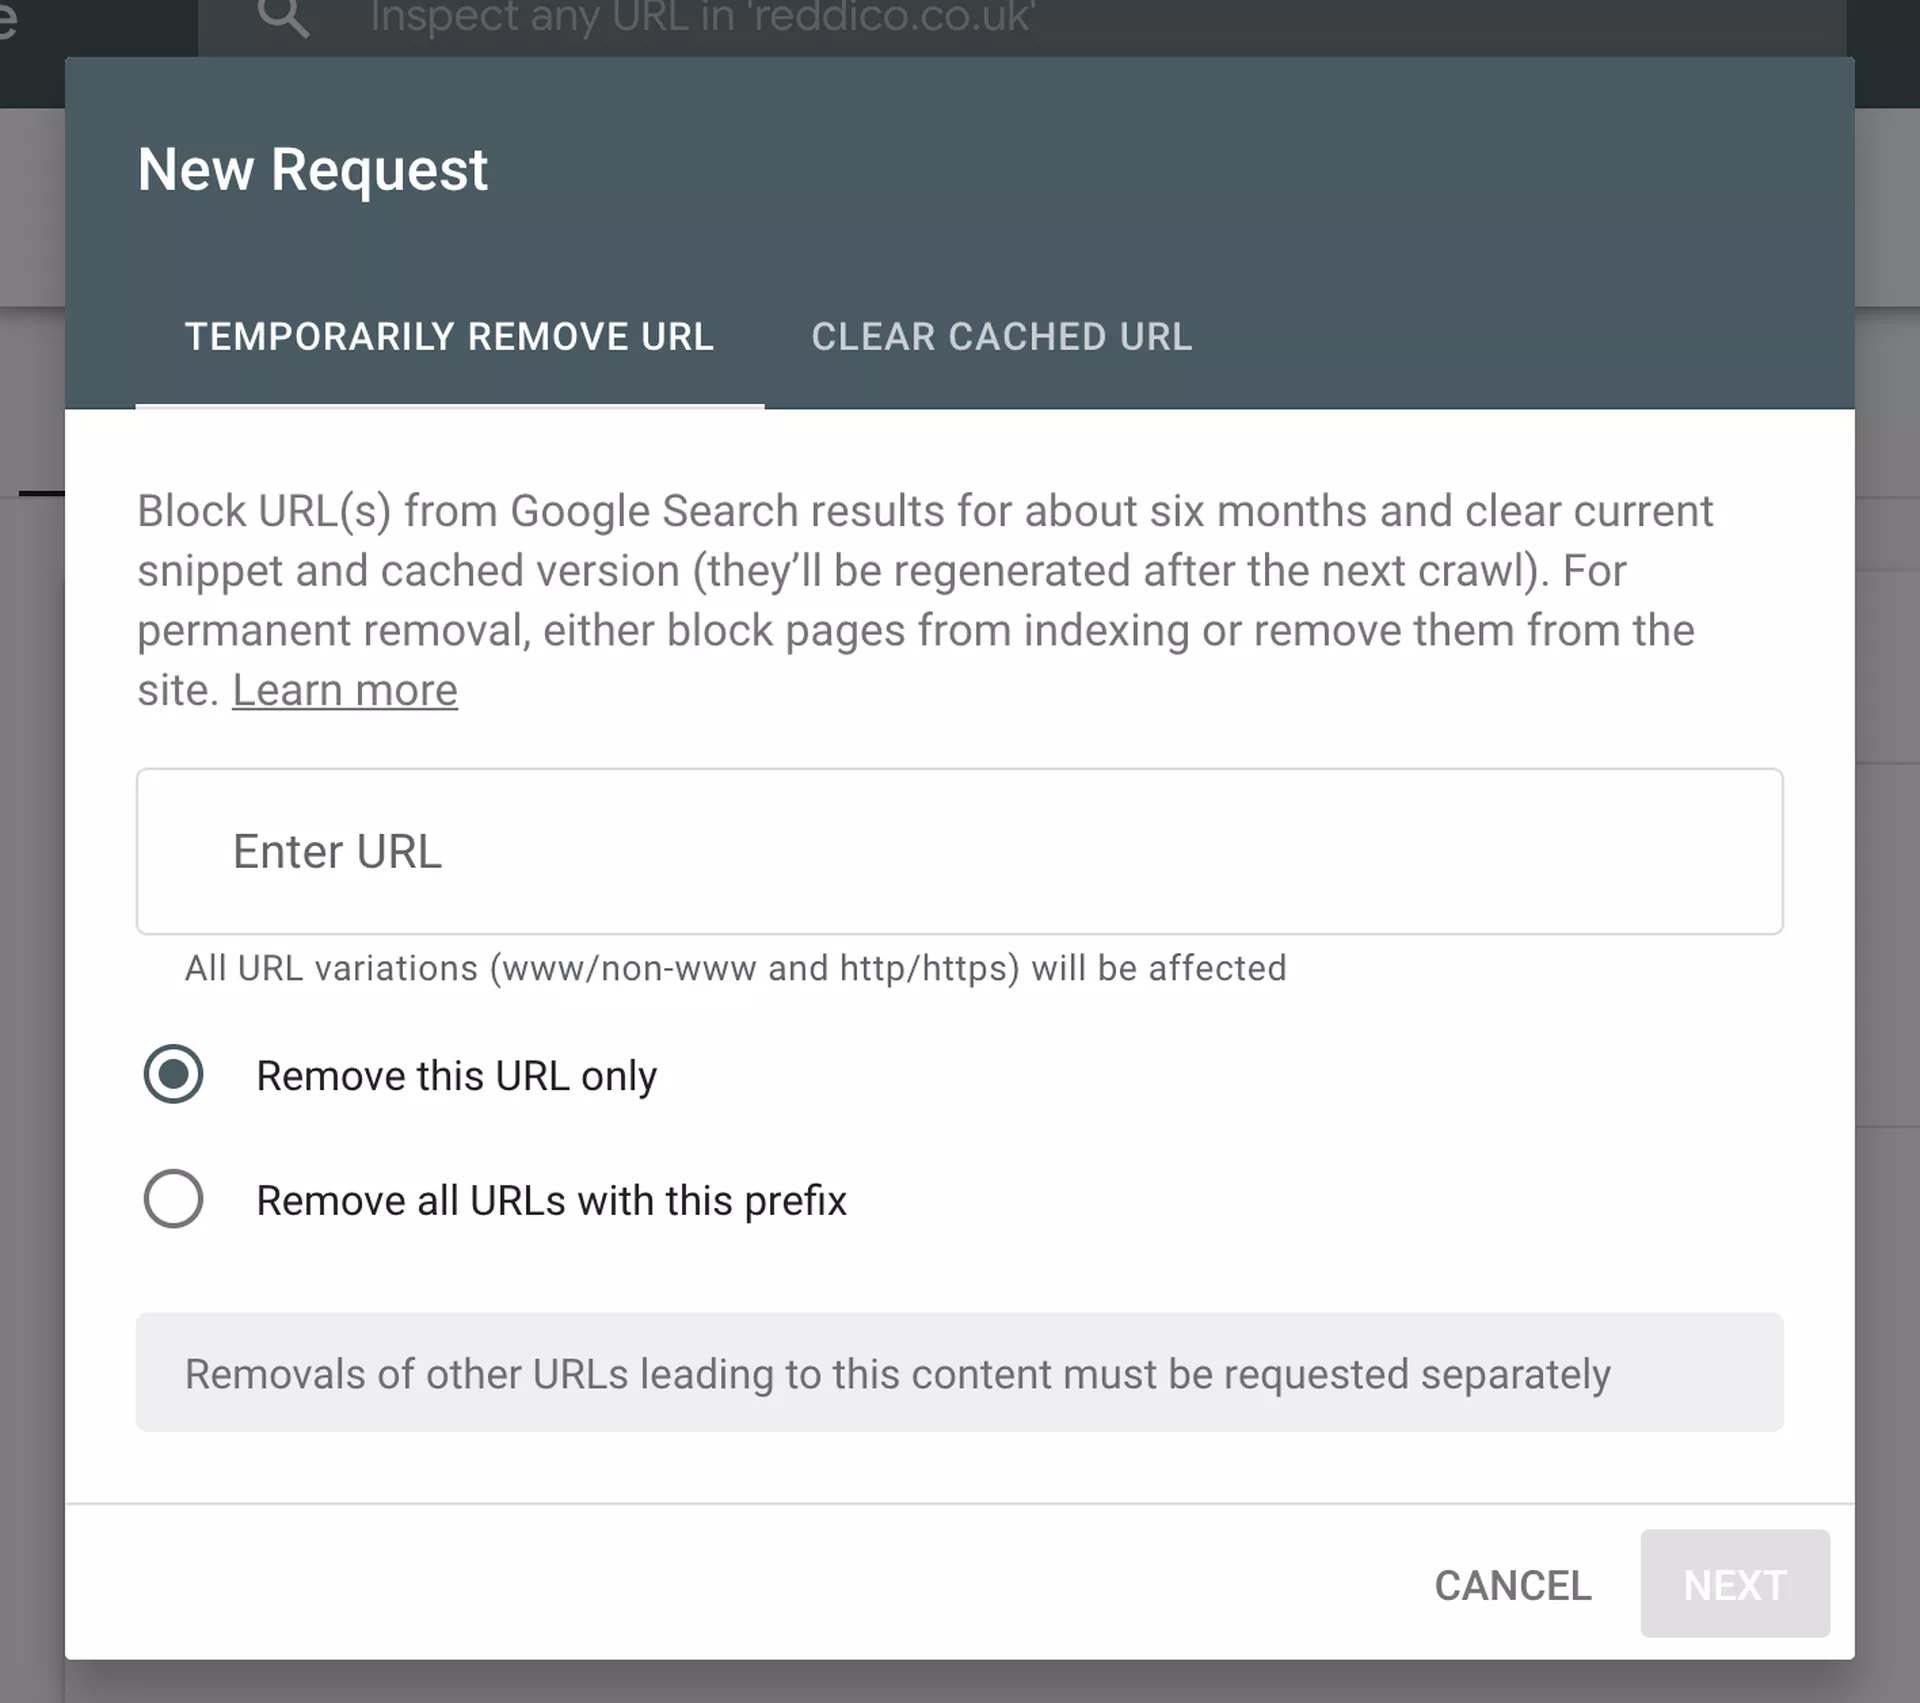 e
Inspect any URL in 'reddico.co.uk'
New Request
TEMPORARILY REMOVE URL
CLEAR CACHED URL
Block URL(s) from Google Search results for about six months and clear current
snippet and cached version (they’ll be regenerated after the next crawl). For
permanent removal, either block pages from indexing or remove them from the
site. Learn more
Enter URL
All URL variations (www/non-www and http/https) will be affected
Remove this URL only
Remove all URLs with this prefix
Removals of other URLs leading to this content must be requested separately
CANCEL
NEXT